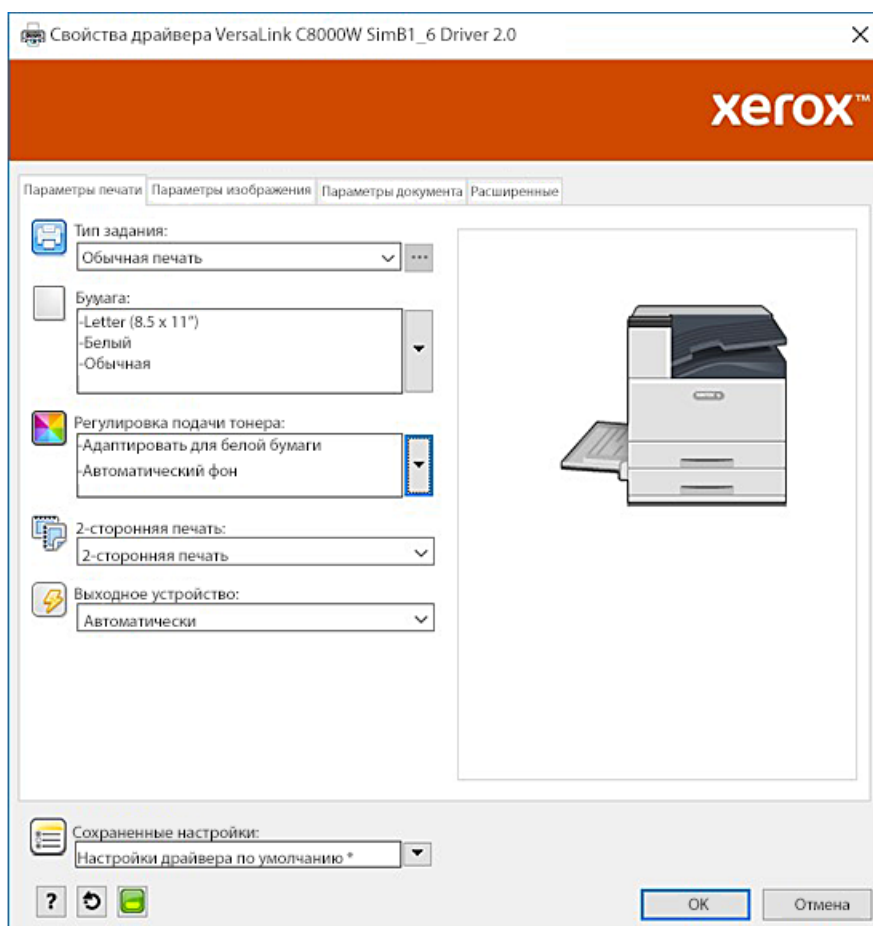 Свойства драйвера VersaLink C8000W SimB1_6 Driver 2.0
xerox™
Параметры печати Параметры изображения Параметры документа Расширенные
Тип задания:
Обычная печать
Бумага:
-Letter (8.5 x 11")
-Белый
-Обычная
Регулировка подачи тонера:
-Адаптировать для белой бумаги
-Автоматический фон
2-сторонняя печать:
2-сторонняя печать
Выходное устройство:
Автоматически
Сохраненные настройки:
Настройки драйвера по умолчанию *
?
OK Отмена